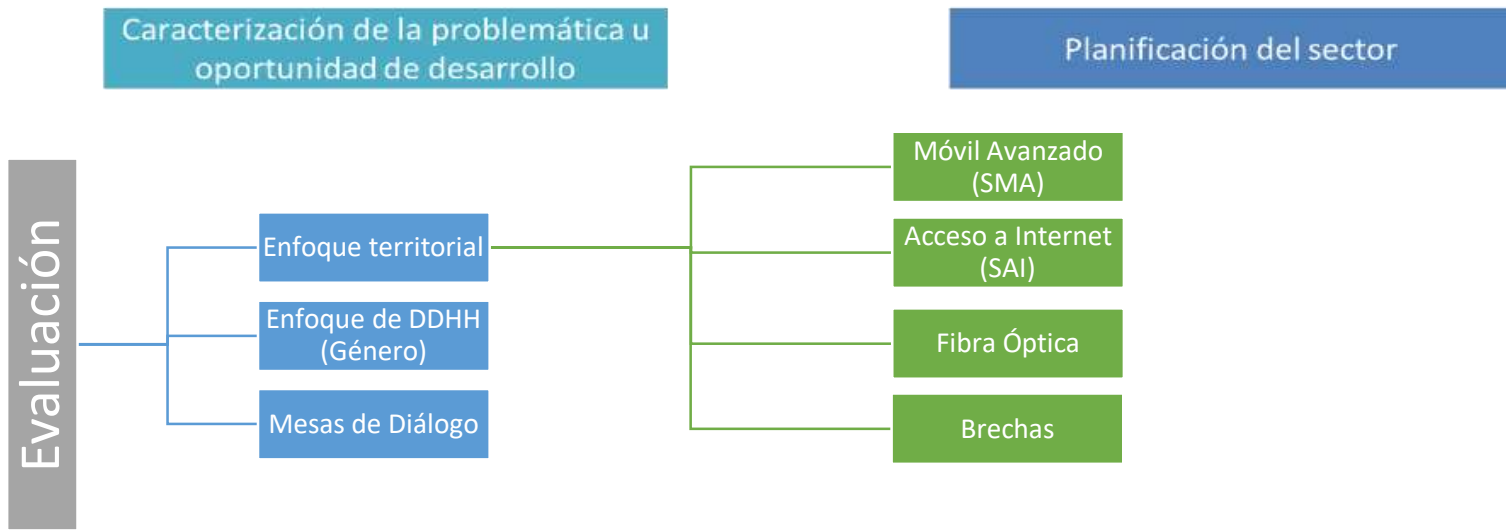 Caracterización de la problemática u
oportunidad de desarrollo
Planificación del sector
Evaluación
Enfoque territorial
Enfoque de DDHH
(Género)
Mesas de Diálogo
Móvil Avanzado
(SMA)
Acceso a Internet
(SAI)
Fibra Óptica
Brechas